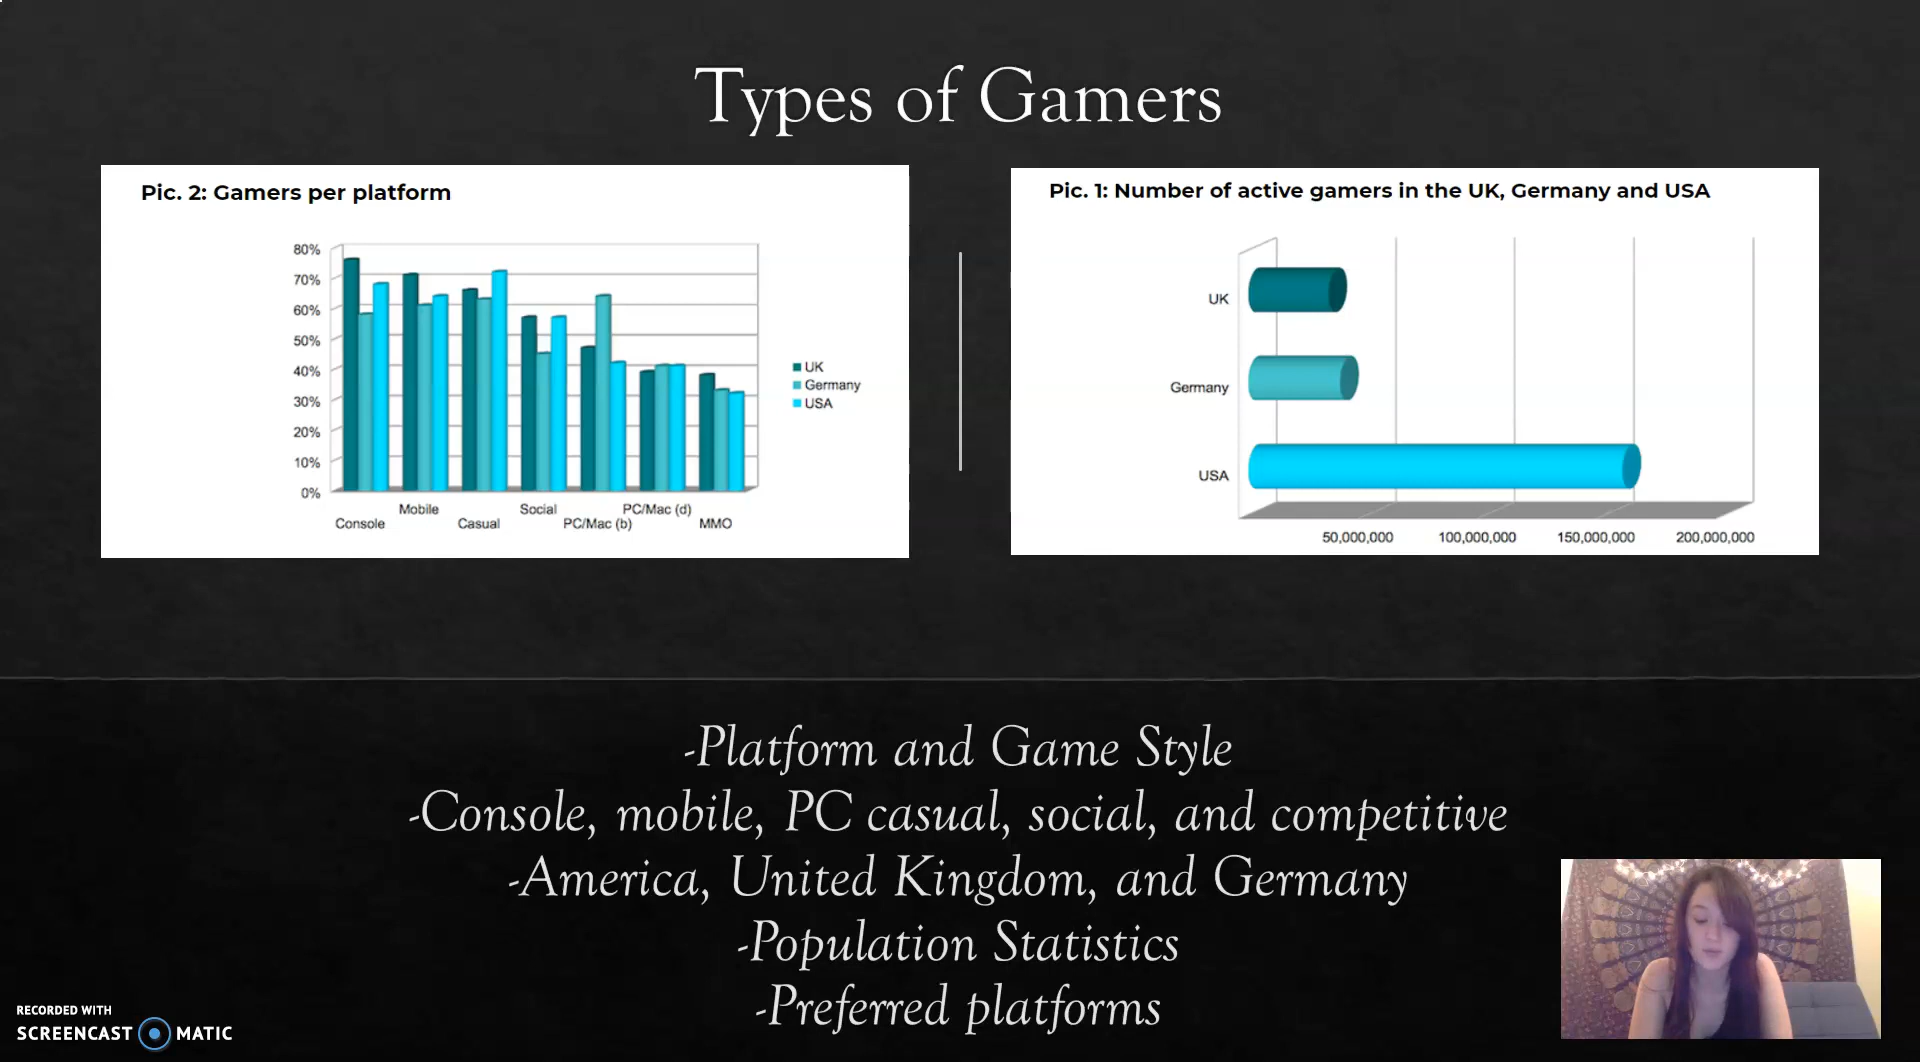 Types of Gamers
Pic. 2: Gamers per platform
80%
70%
60%
50%
40%
30%
20%
10%
0%
Console
Mobile
Casual
Social
PC/Mac (b)
PC/Mac (d)
MMO
UK
Germany
USA
Pic. 1: Number of active gamers in the UK, Germany and USA
UK
Germany
USA
50,000,000 100,000,000 150,000,000 200,000,000
-Platform and Game Style
-Console, mobile, PC casual, social, and competitive
-America, United Kingdom, and Germany
-Population Statistics
-Preferred platforms
RECORDED WITH
SCREENCAST MATIC